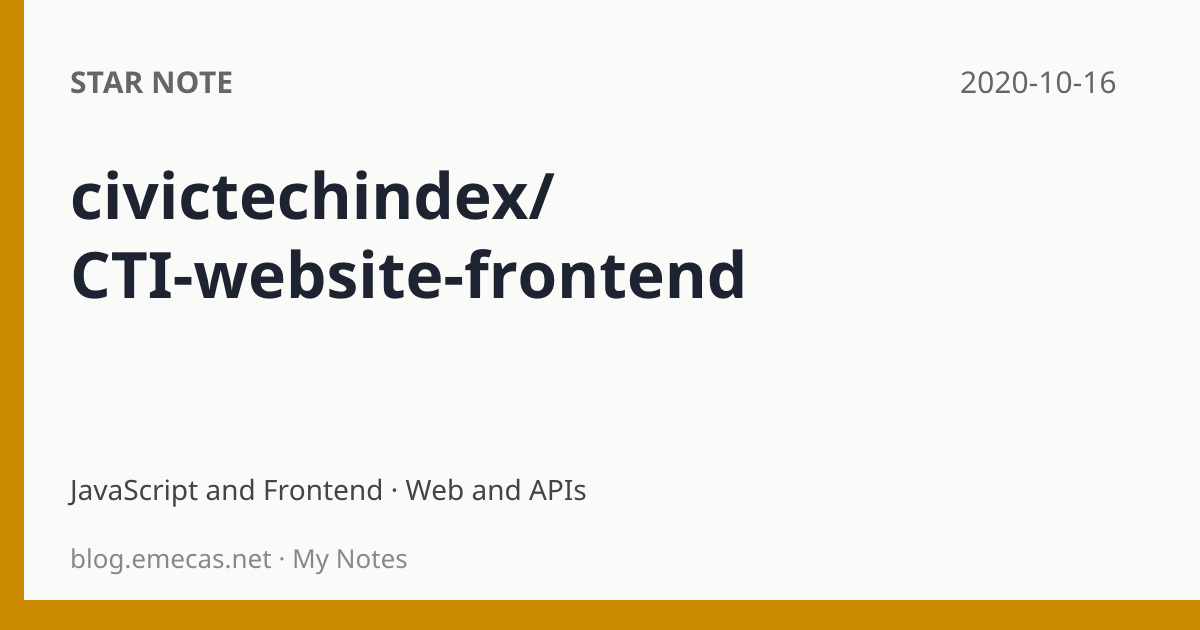 STAR NOTE
2020-10-16
civictechindex/
CTI-website-frontend
JavaScript and Frontend · Web and APIs
blog.emecas.net · My Notes